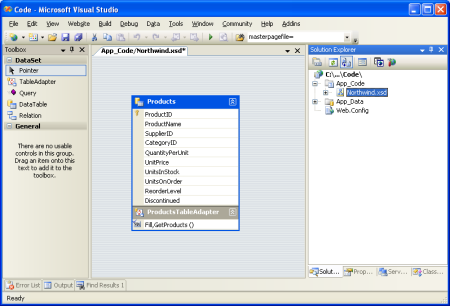 Code - Microsoft Visual Studio
File Edit View Website Build Debug Data Tools Window Community Help Addins
masterpagefile=
Toolbox
DataSet
Pointer
TableAdapter
Query
DataTable
Relation
General
There are no usable
controls in this group.
Drag an item onto this
text to add it to the
toolbox.
App_Code/Northwind.xsd*
Products
ProductID
ProductName
SupplierID
CategoryID
QuantityPerUnit
UnitPrice
UnitsInStock
UnitsOnOrder
ReorderLevel
Discontinued
ProductsTableAdapter
Fill,GetProducts ()
Solution Explorer
C:\...\Code\
App_Code
Northwind.xsd
App_Data
Web.Config
Solut... Prop... Serv... Class...
Error List Output Find Results 1
Ready